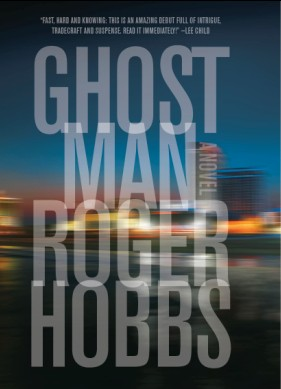 "FAST, HARD AND KNOWING: THIS IS AN AMAZING DEBUT FULL OF INTRIGUE,
TRADECRAFT AND SUSPENSE. READ IT IMMEDIATELY!" –LEE CHILD
GHOST
MAN
A NOVEL
ROGER
HOBBS